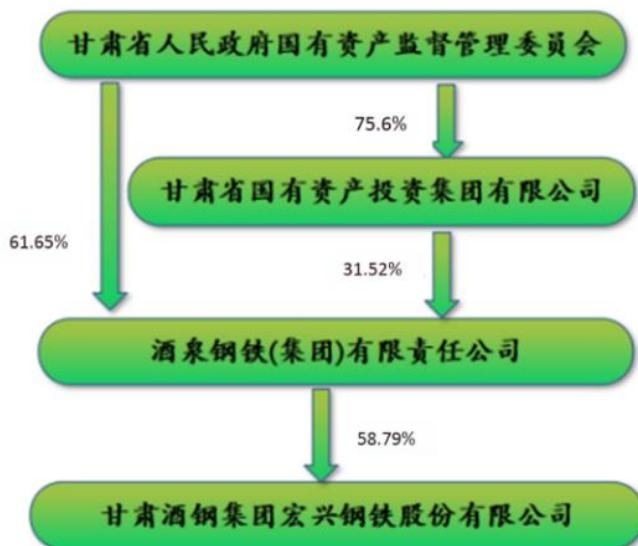 甘肃省人民政府国有资产监督管理委员会
75.6%
甘肃省国有资产投资集团有限公司
61.65%
31.52%
酒泉钢铁(集团)有限责任公司
58.79%
甘肃酒钢集团宏兴钢铁股份有限公司